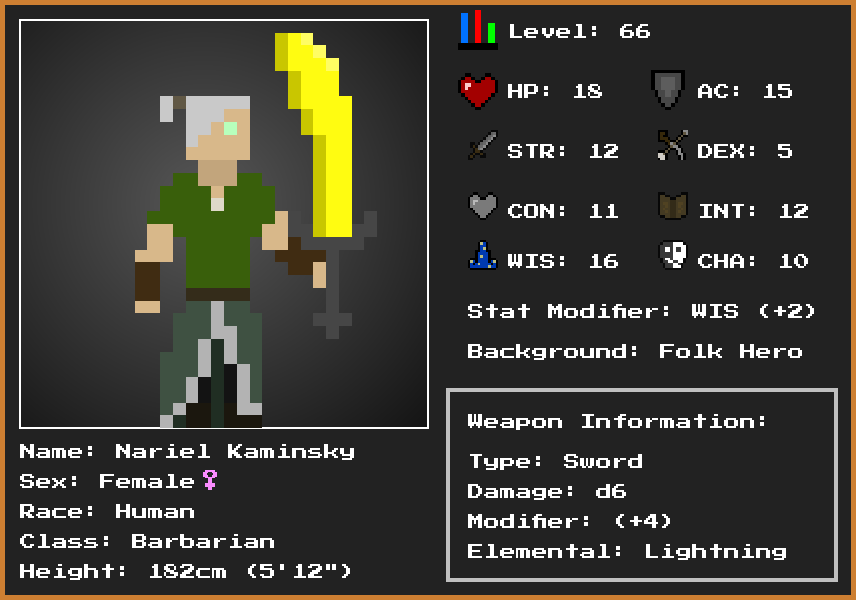 Level: 66
HP: 18
AC: 15
STR: 12
DEX: 5
CON: 11
INT: 12
WIS: 16
CHA: 10
Stat Modifier: WIS (+2)
Background: Folk Hero
Weapon Information:
Type: Sword
Damage: d6
Modifier: (+4)
Elemental: Lightning
Name: Nariel Kaminsky
Sex: Female♀
Race: Human
Class: Barbarian
Height: 182cm (5'12")